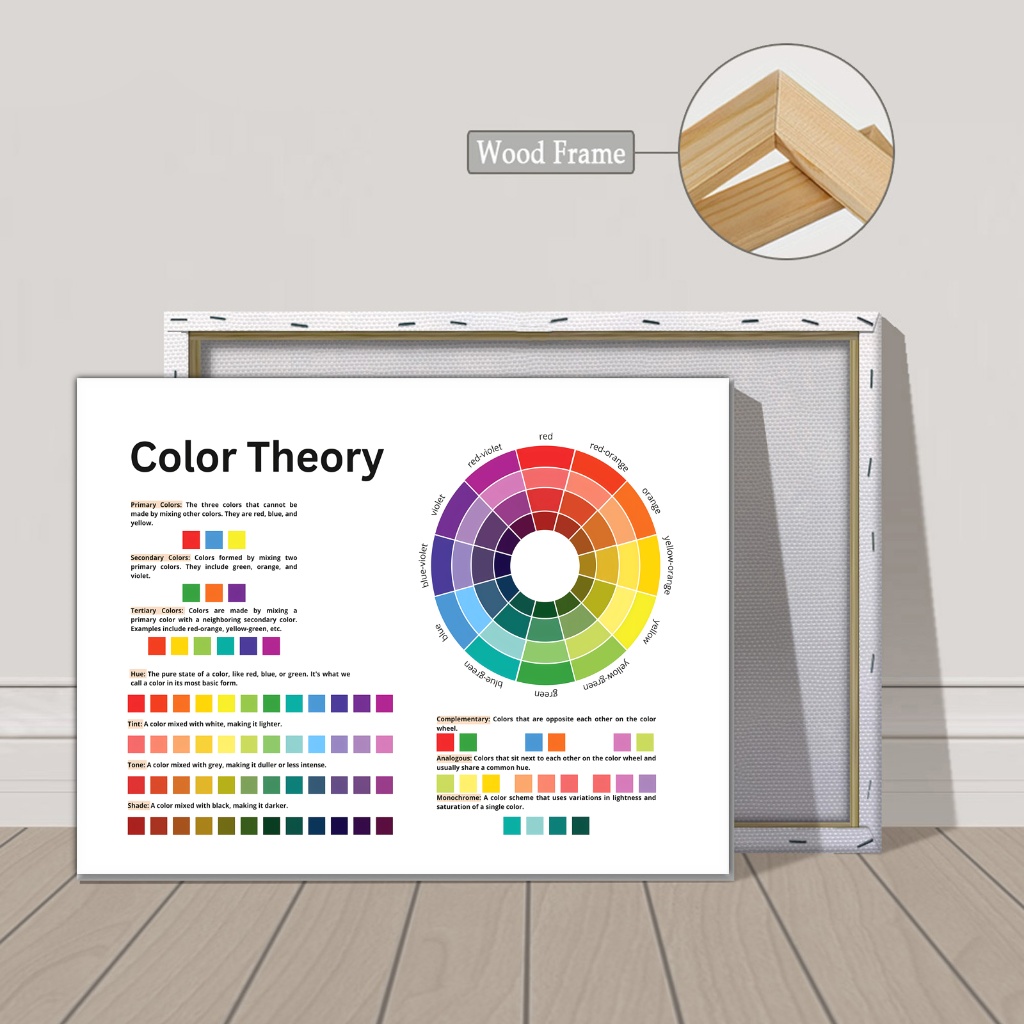 Wood Frame
Color Theory
Primary Colors: The three colors that cannot be
made by mixing other colors. They are red, blue, and
yellow.
Secondary Colors: Colors formed by mixing two
primary colors. They include green, orange, and
violet.
Tertiary Colors: Colors are made by mixing a
primary color with a neighboring secondary color.
Examples include red-orange, yellow-green, etc.
Hue: The pure state of a color, like red, blue, or green. It's what we
call a color in its most basic form.
Tint: A color mixed with white, making it lighter.
Tone: A color mixed with grey, making it duller or less intense.
Shade: A color mixed with black, making it darker.
red
red-orange
orange
yellow-orange
yellow
yellow-green
green
blue-green
blue
blue-violet
violet
red-violet
Complementary: Colors that are opposite each other on the color
wheel.
Analogous: Colors that sit next to each other on the color wheel and
usually share a common hue.
Monochrome: A color scheme that uses variations in lightness and
saturation of a single color.